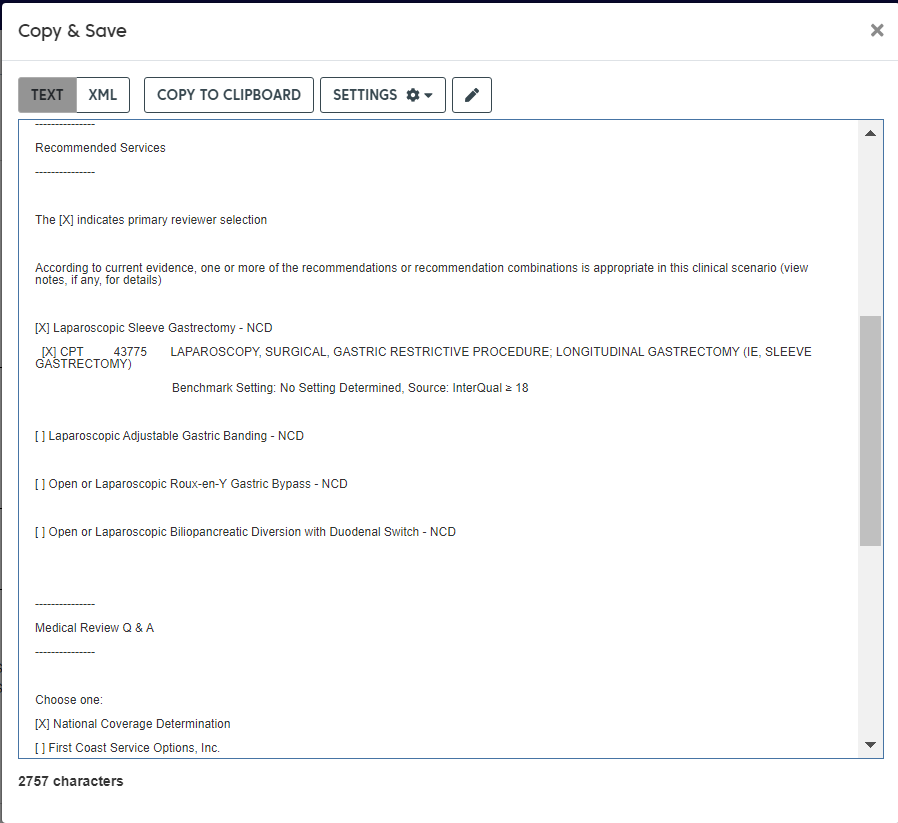 Copy & Save
×
TEXT XML COPY TO CLIPBOARD SETTINGS
---------------
Recommended Services
---------------
The [X] indicates primary reviewer selection
According to current evidence, one or more of the recommendations or recommendation combinations is appropriate in this clinical scenario (view
notes, if any, for details)
[X] Laparoscopic Sleeve Gastrectomy - NCD
[X] CPT 43775 LAPAROSCOPY, SURGICAL, GASTRIC RESTRICTIVE PROCEDURE; LONGITUDINAL GASTRECTOMY (IE, SLEEVE
GASTRECTOMY)
Benchmark Setting: No Setting Determined, Source: InterQual ≥ 18
[ ] Laparoscopic Adjustable Gastric Banding - NCD
[ ] Open or Laparoscopic Roux-en-Y Gastric Bypass - NCD
[ ] Open or Laparoscopic Biliopancreatic Diversion with Duodenal Switch - NCD
---------------
Medical Review Q & A
---------------
Choose one:
[X] National Coverage Determination
[ ] First Coast Service Options, Inc.
2757 characters